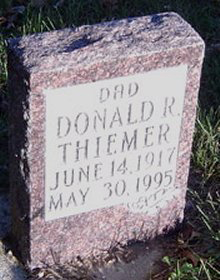 DAD
DONALD R.
THIEMER
JUNE 14, 1917
MAY 30, 1995